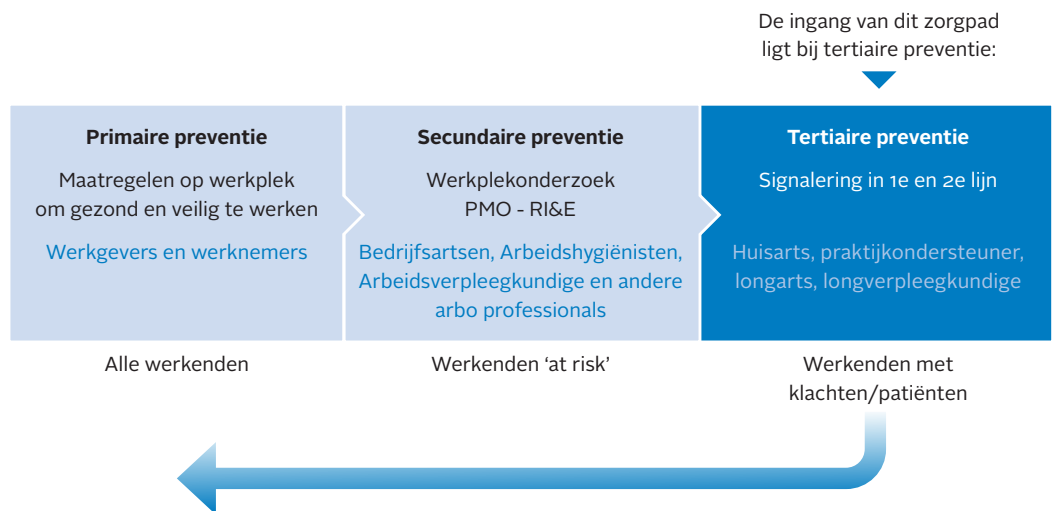 De ingang van dit zorgpad
ligt bij tertiaire preventie:
Primaire preventie
Maatregelen op werkplek
om gezond en veilig te werken
Werkgevers en werknemers
Alle werkenden
Secundaire preventie
Werkplekonderzoek
PMO - RI&E
Bedrijfsartsen, Arbeidshygiënisten,
Arbeidsverpleegkundige en andere
arbo professionals
Werkenden ‘at risk’
Tertiaire preventie
Signalering in 1e en 2e lijn
Huisarts, praktijkondersteuner,
longarts, longverpleegkundige
Werkenden met
klachten/patiënten